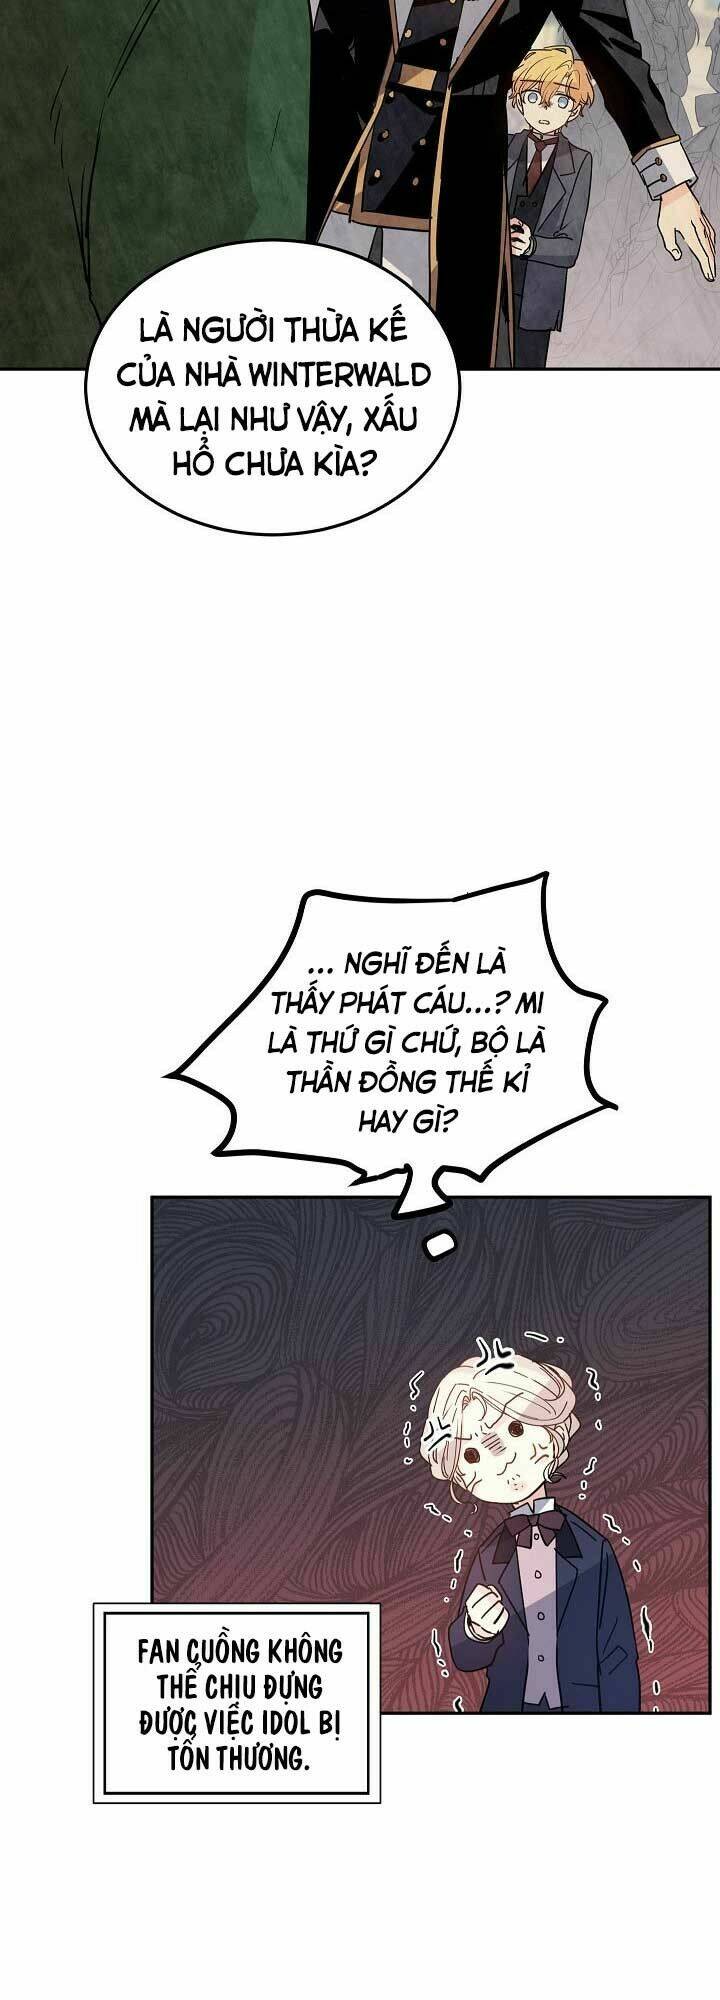 LÀ NGƯỜI THỪA KẾ
CỦA NHÀ WINTERWALD
MÀ LẠI NHƯ VẬY, XẤU
HỔ CHƯA KÌA?
... NGHĨ ĐẾN LÀ
THẤY PHÁT CÁU...? MI
LÀ THỨ GÌ CHỨ, BỘ LÀ
THẦN ĐỒNG THẾ KỈ
HAY GÌ?
FAN CUỒNG KHÔNG
THỂ CHỊU ĐỰNG
ĐƯỢC VIỆC IDOL BỊ
TỔN THƯƠNG.